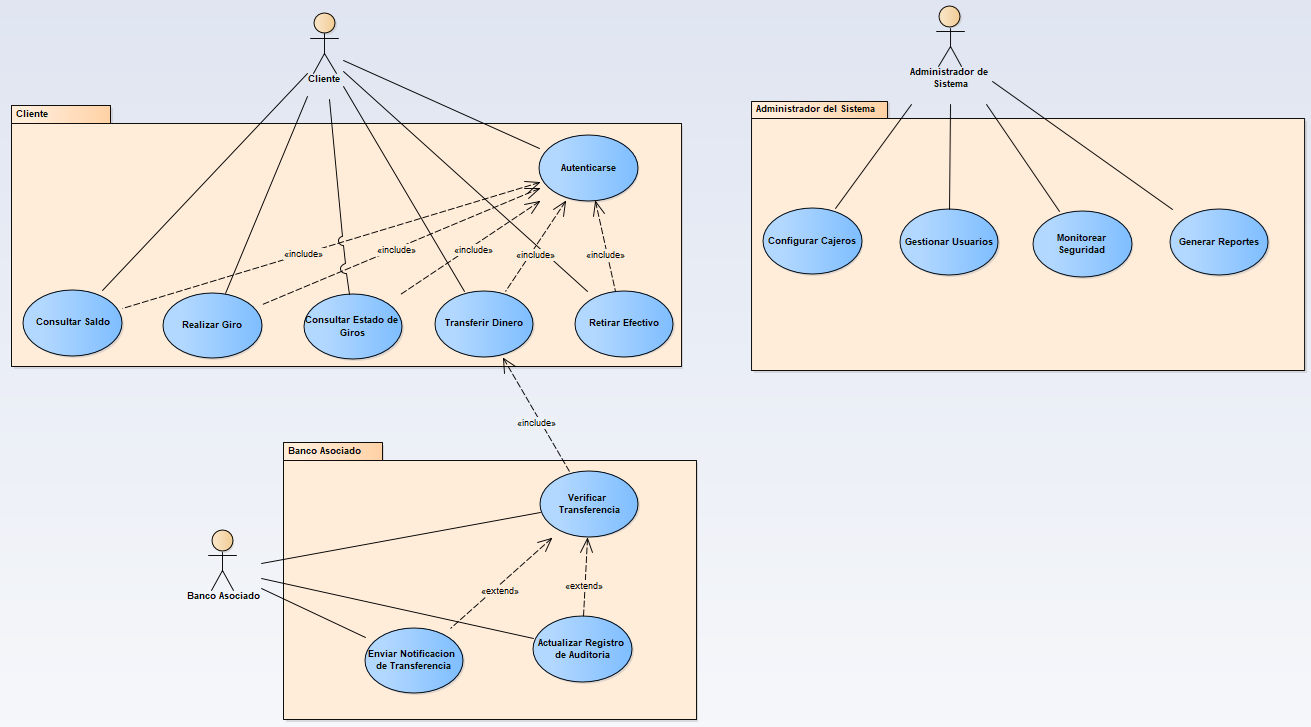 Cliente
Administrador de
Sistema
Cliente
Administrador del Sistema
Autenticarse
«include»
«include»
«include»
«include»
«include»
Configurar Cajeros
Gestionar Usuarios
Monitorear
Seguridad
Generar Reportes
Consultar Saldo
Realizar Giro
Consultar Estado de
Giros
Transferir Dinero
Retirar Efectivo
«include»
Banco Asociado
Verificar
Transferencia
Banco Asociado
«extend»
«extend»
Enviar Notificacion
de Transferencia
Actualizar Registro
de Auditoria